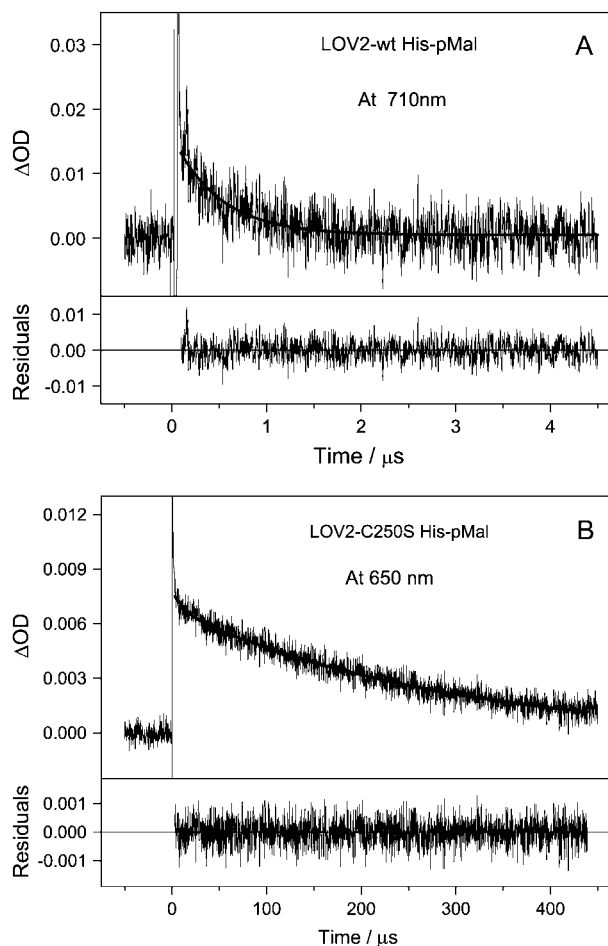 LOV2-wt His-pMal
A
At 710nm
0.03
0.02
0.01
0.00
ΔOD
0.01
0.00
-0.01
Residuals
0
1
2
3
4
Time / μs
LOV2-C250S His-pMal
B
At 650 nm
0.012
0.009
0.006
0.003
0.000
ΔOD
0.001
0.000
-0.001
Residuals
0
100
200
300
400
Time / μs